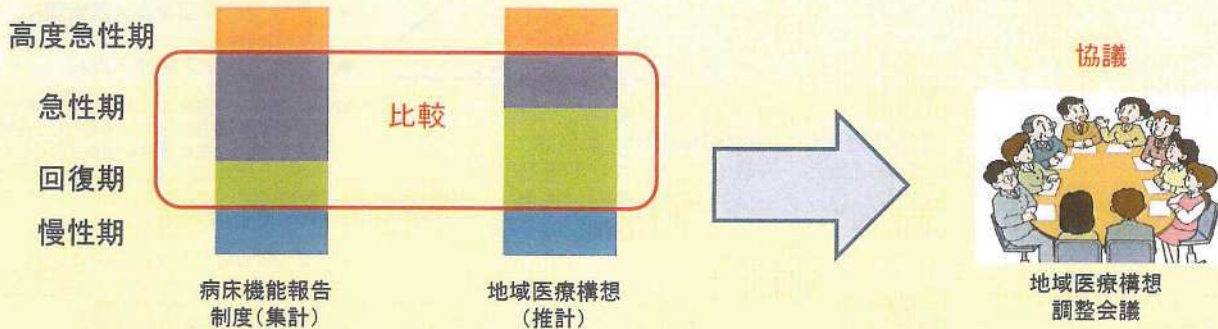 高度急性期
急性期
回復期
慢性期
比較
病床機能報告
制度(集計)
地域医療構想
(推計)
協議
地域医療構想
調整会議